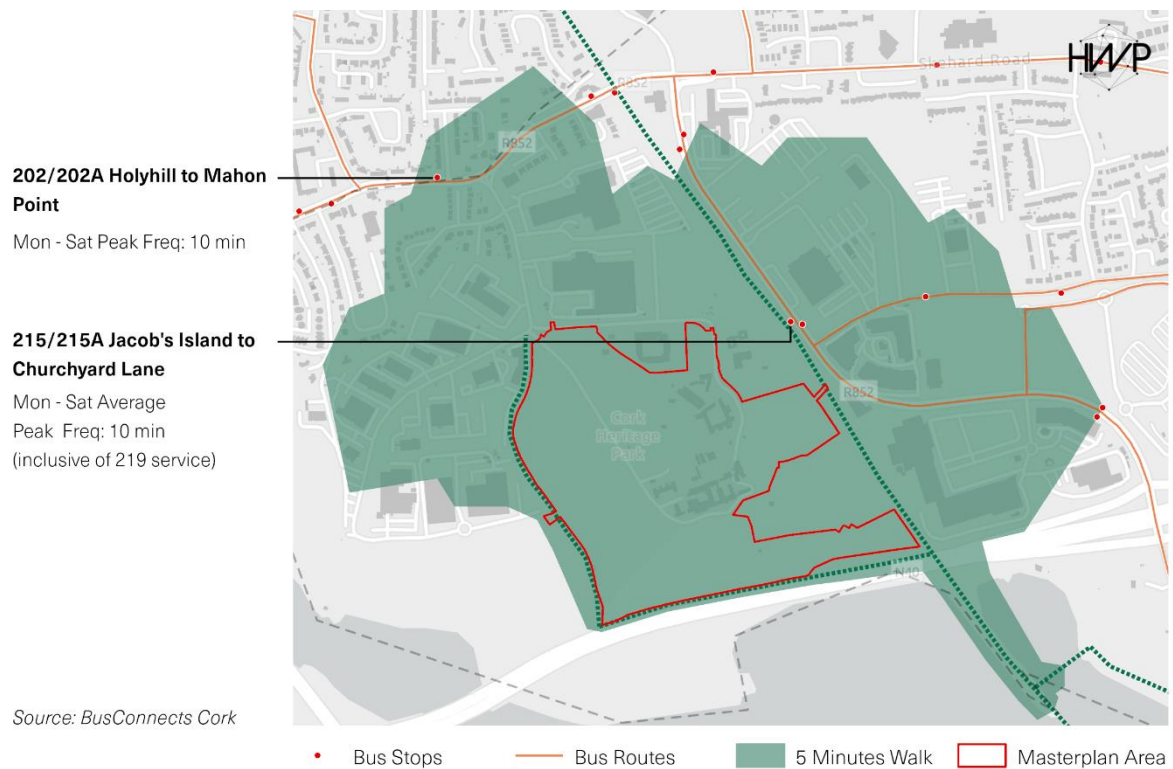 HWP
Skehard Road
R852
R852
202/202A Holyhill to Mahon
Point
Mon - Sat Peak Freq: 10 min
215/215A Jacob's Island to
Churchyard Lane
Mon - Sat Average
Peak Freq: 10 min
(inclusive of 219 service)
R852
Cork
Heritage
Park
N40
Source: BusConnects Cork
Bus Stops
Bus Routes
5 Minutes Walk
Masterplan Area